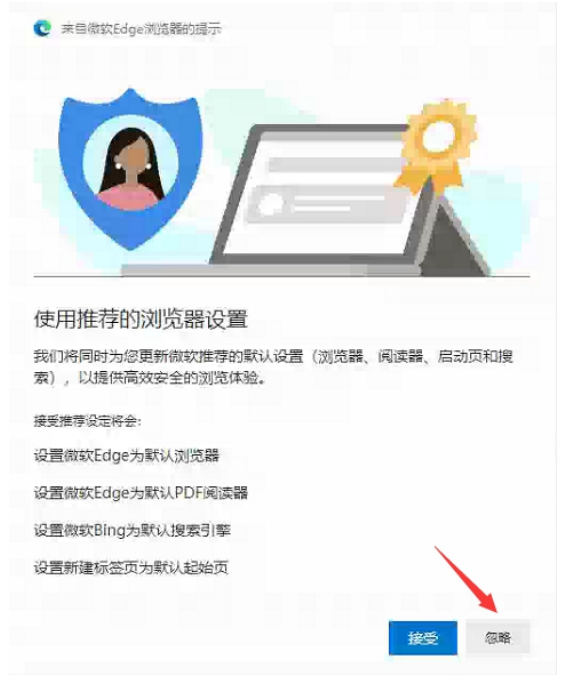 来自微软Edge浏览器的提示
使用推荐的浏览器设置
我们将同时为您更新微软推荐的默认设置（浏览器、阅读器、启动页和搜
索），以提供高效安全的浏览体验。
接受推荐设定将会：
设置微软Edge为默认浏览器
设置微软Edge为默认PDF阅读器
设置微软Bing为默认搜索引擎
设置新建标签页为默认起始页
接受
忽略